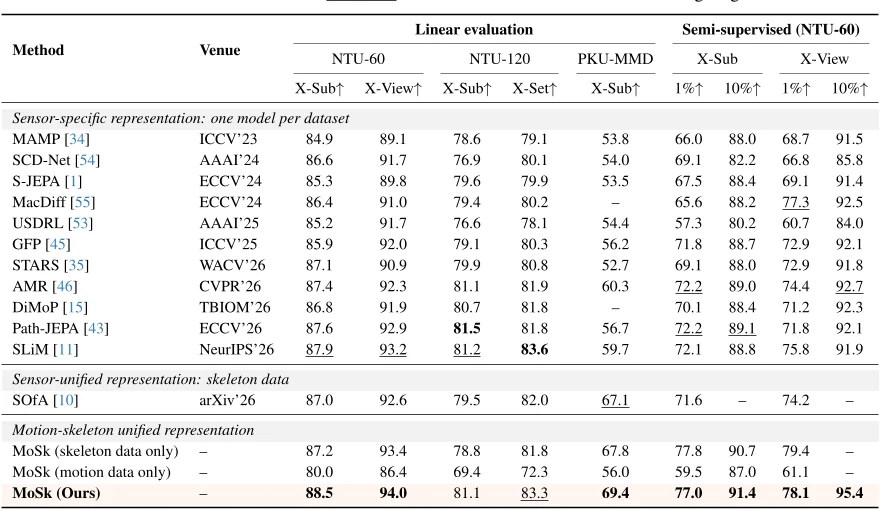 Linear evaluation Semi-supervised (NTU-60)
Method Venue
NTU-60 NTU-120 PKU-MMD X-Sub X-View
X-Sub↑ X-View↑ X-Sub↑ X-Set↑ X-Sub↑ 1%↑ 10%↑ 1%↑ 10%↑
Sensor-specific representation: one model per dataset
MAMP [34] ICCV'23 84.9 89.1 78.6 79.1 53.8 66.0 88.0 68.7 91.5
SCD-Net [54] AAAI'24 86.6 91.7 76.9 80.1 54.0 69.1 82.2 66.8 85.8
S-JEPA [1] ECCV'24 85.3 89.8 79.6 79.9 53.5 67.5 88.4 69.1 91.4
MacDiff [55] ECCV'24 86.4 91.0 79.4 80.2 – 65.6 88.2 77.3 92.5
USDRL [53] AAAI'25 85.2 91.7 76.6 78.1 54.4 57.3 80.2 60.7 84.0
GFP [45] ICCV'25 85.9 92.0 79.1 80.3 56.2 71.8 88.7 72.9 92.1
STARS [35] WACV'26 87.1 90.9 79.9 80.8 52.7 69.1 88.0 72.9 91.8
AMR [46] CVPR'26 87.4 92.3 81.1 81.9 60.3 72.2 89.0 74.4 92.7
DiMoP [15] TBIOM'26 86.8 91.9 80.7 81.8 – 70.1 88.4 71.2 92.3
Path-JEPA [43] ECCV'26 87.6 92.9 81.5 81.8 56.7 72.2 89.1 71.8 92.1
SLiM [11] NeurIPS'26 87.9 93.2 81.2 83.6 59.7 72.1 88.8 75.8 91.9
Sensor-unified representation: skeleton data
SOfA [10] arXiv'26 87.0 92.6 79.5 82.0 67.1 71.6 – 74.2 –
Motion-skeleton unified representation
MoSk (skeleton data only) – 87.2 93.4 78.8 81.8 67.8 77.8 90.7 79.4 –
MoSk (motion data only) – 80.0 86.4 69.4 72.3 56.0 59.5 87.0 61.1 –
MoSk (Ours) – 88.5 94.0 81.1 83.3 69.4 77.0 91.4 78.1 95.4